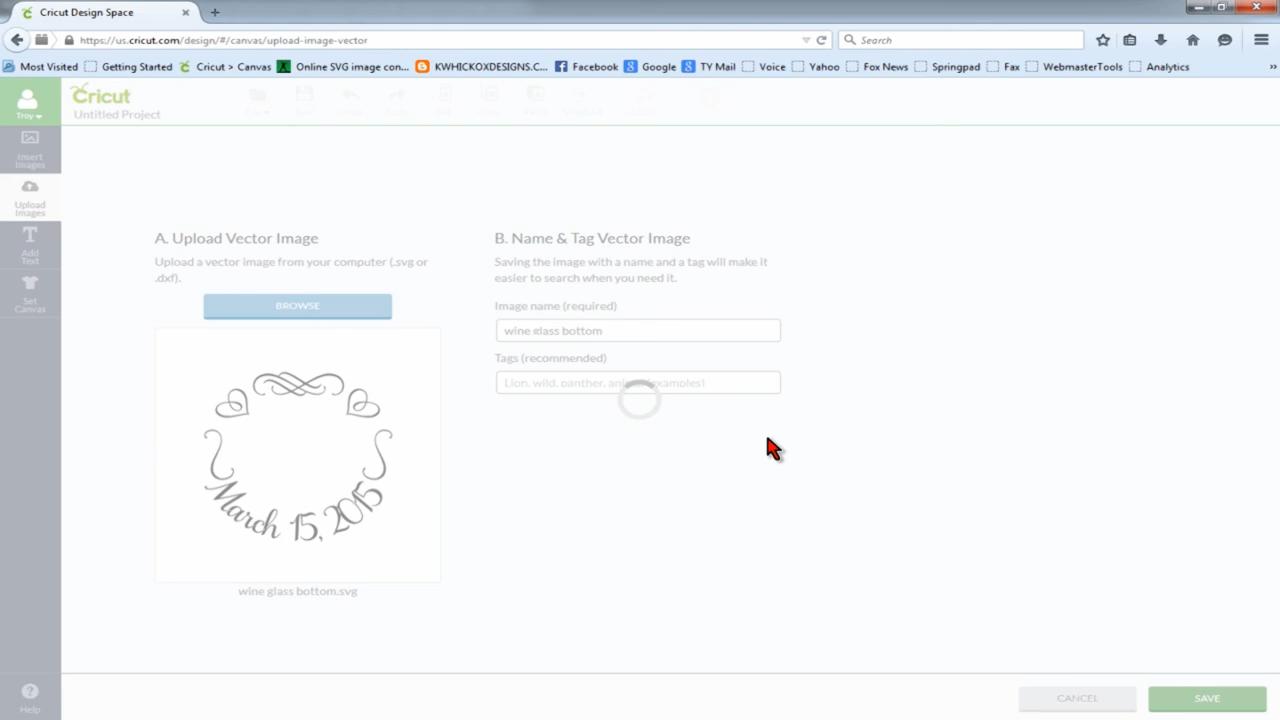 Cricut Design Space
https://us.cricut.com/design/#/canvas/upload-image-vector
Search
Most Visited Getting Started Cricut > Canvas Online SVG image con... KWHICKOXDESIGNS.C... Facebook Google TY Mail Voice Yahoo Fox News Springpad Fax WebmasterTools Analytics »
Troy
Cricut
Untitled Project
Insert
Images
Upload
Images
Add
Text
Set
Canvas
Help
A. Upload Vector Image
Upload a vector image from your computer (.svg or
.dxf).
BROWSE
March 15, 2015
wine glass bottom.svg
B. Name & Tag Vector Image
Saving the image with a name and a tag will make it
easier to search when you need it.
Image name (required)
wine glass bottom
Tags (recommended)
Lion, wild, panther,
CANCEL
SAVE